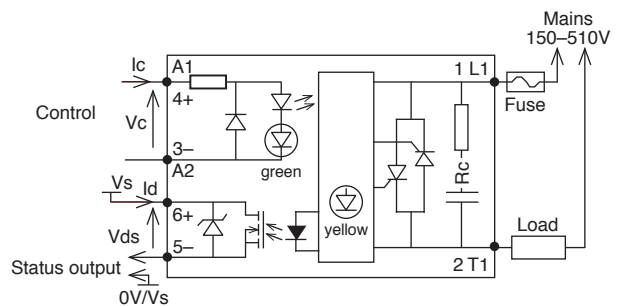 Mains
150–510V
Ic
A1
1 L1
4+
Fuse
Control
Vc
3–
A2
green
Rc
Vs
Id
6+
yellow
Load
Vds
5–
Status output
2 T1
0V/Vs